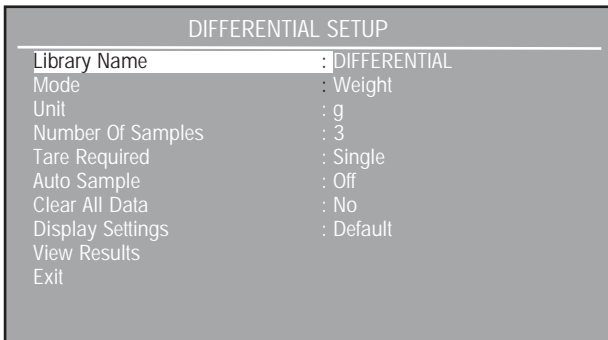 DIFFERENTIAL SETUP
Library Name : DIFFERENTIAL
Mode : Weight
Unit : g
Number Of Samples : 3
Tare Required : Single
Auto Sample : Off
Clear All Data : No
Display Settings : Default
View Results
Exit